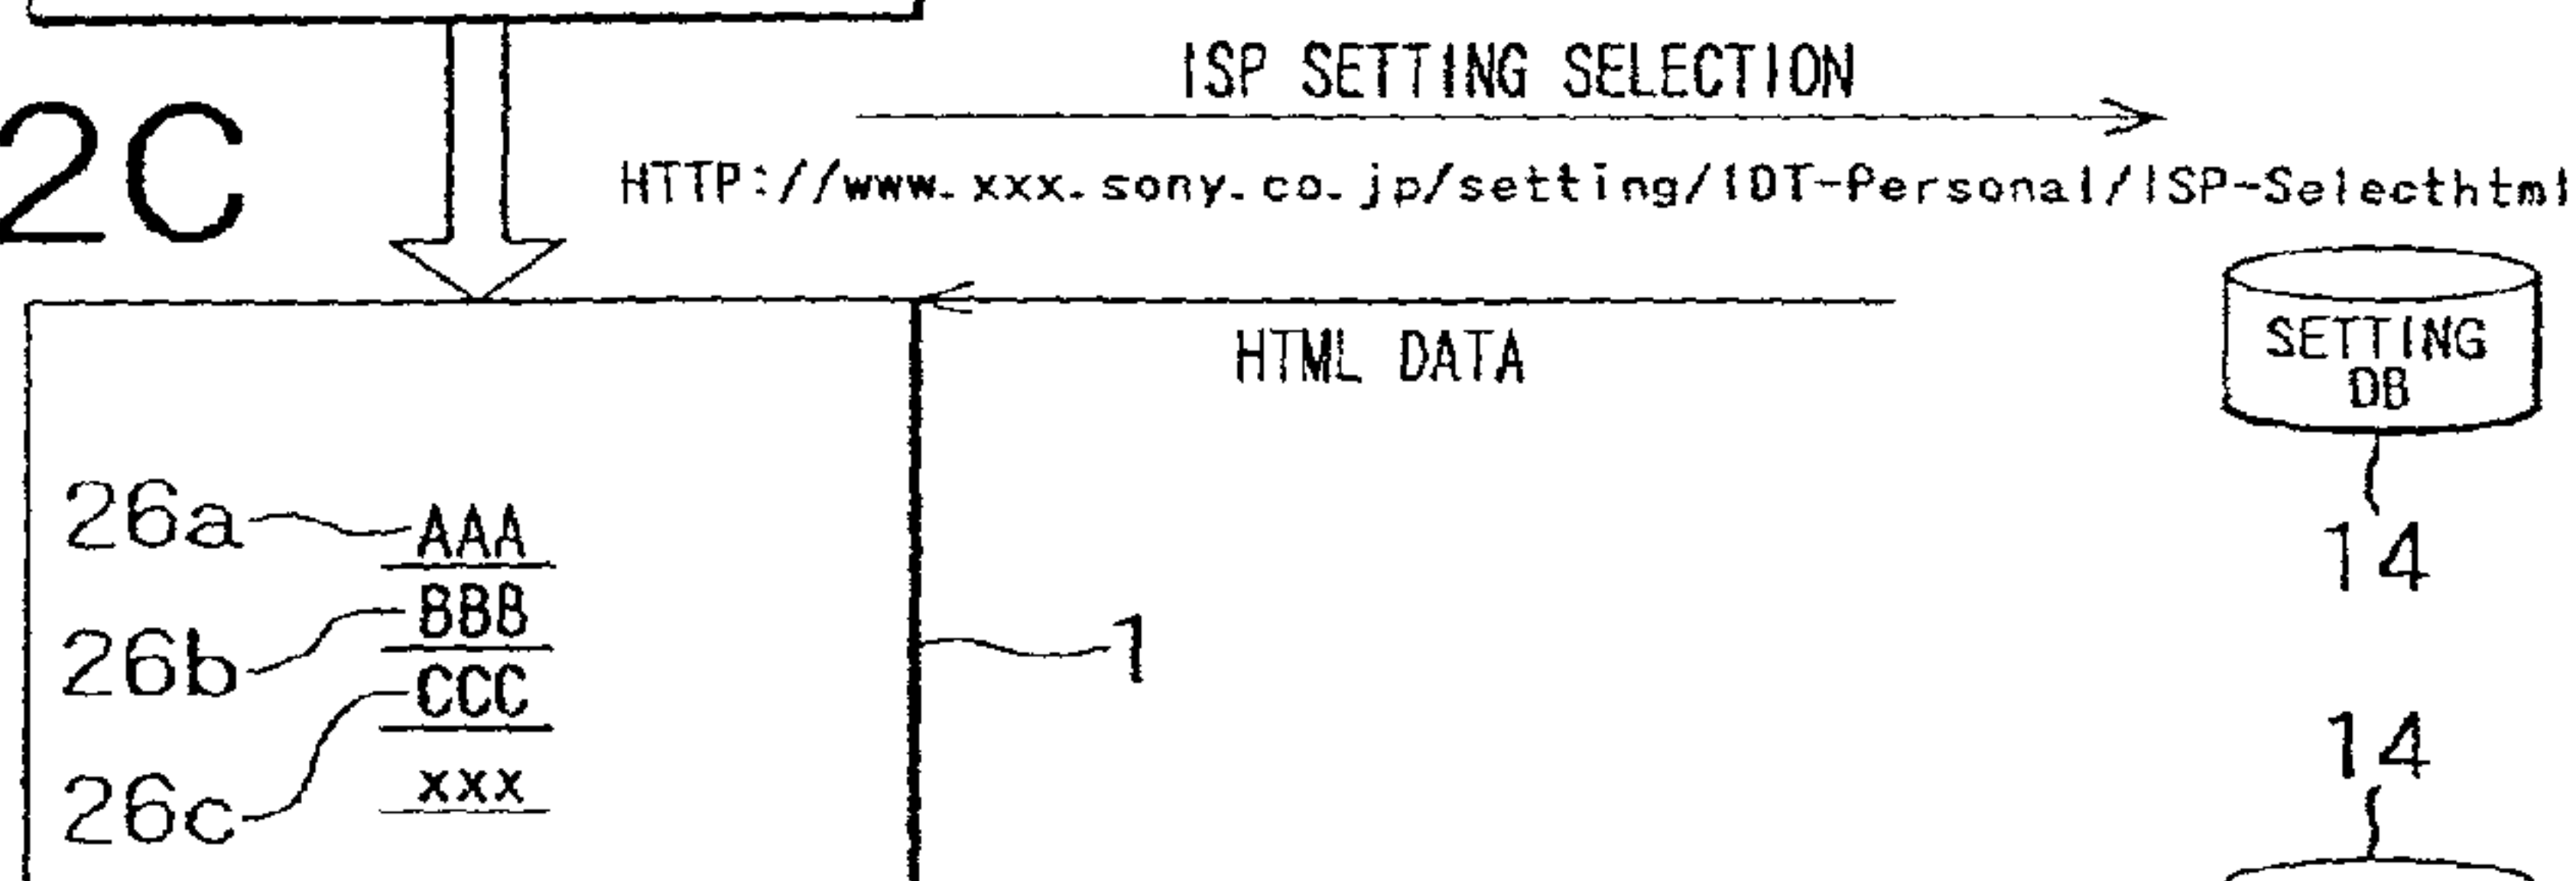 ISP SETTING SELECTION
2C
HTTP://www.xxx.sony.co.jp/setting/IDT-Personal/ISP-Selecthtml
HTML DATA
SETTING
DB
14
26a
AAA
26b
BBB
1
26c
CCC
xxx
14